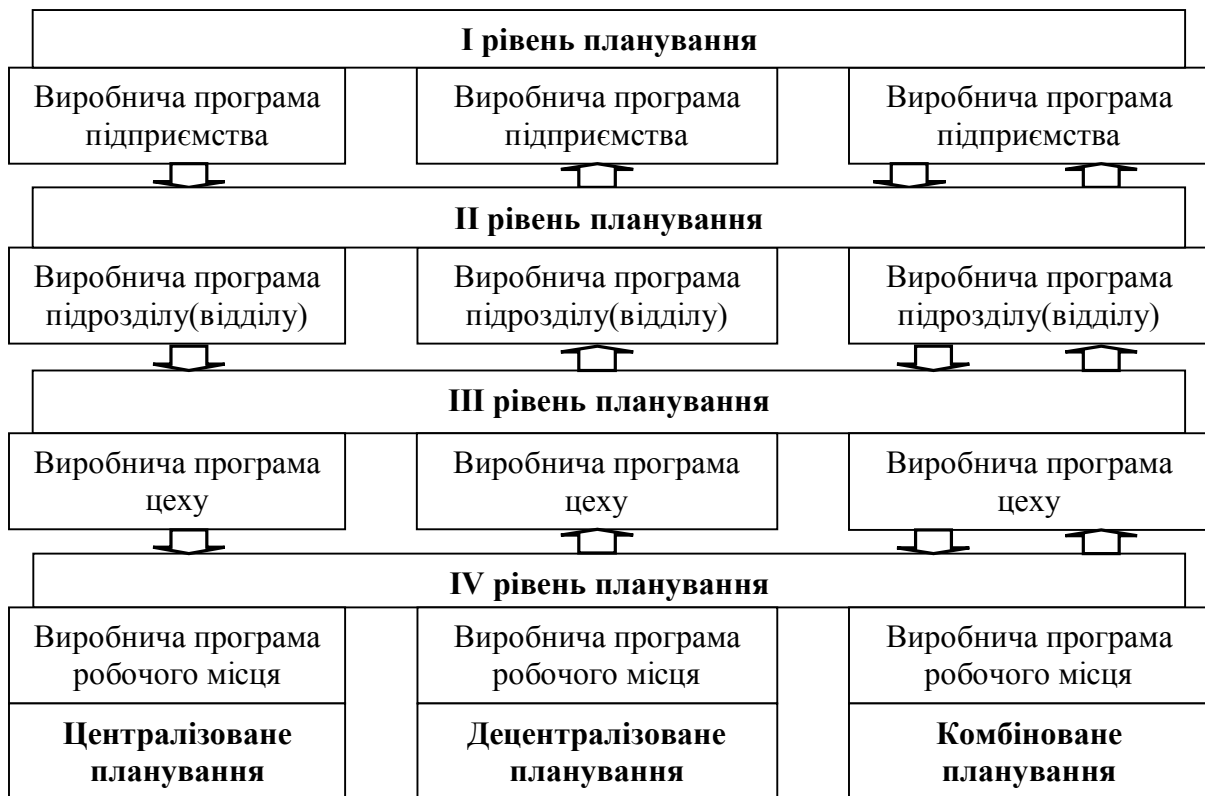 I рівень планування
Виробнича програма
підприємства
Виробнича програма
підприємства
Виробнича програма
підприємства
II рівень планування
Виробнича програма
підрозділу(відділу)
Виробнича програма
підрозділу(відділу)
Виробнича програма
підрозділу(відділу)
III рівень планування
Виробнича програма
цеху
Виробнича програма
цеху
Виробнича програма
цеху
IV рівень планування
Виробнича програма
робочого місця
Виробнича програма
робочого місця
Виробнича програма
робочого місця
Централізоване
планування
Децентралізоване
планування
Комбіноване
планування